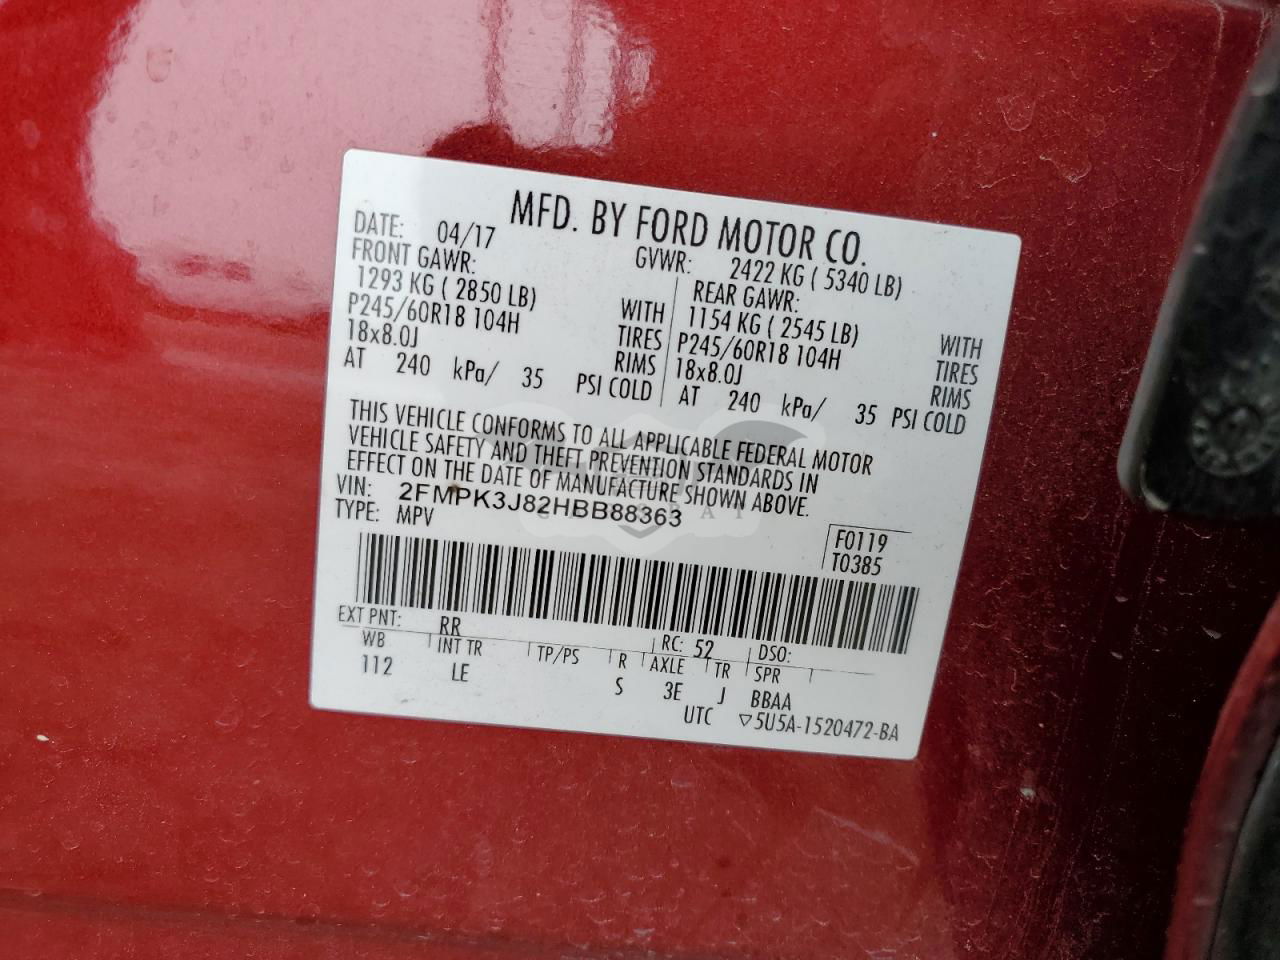 MFD. BY FORD MOTOR CO.
DATE: 04/17 GVWR: 2422 KG ( 5340 LB)
FRONT GAWR: REAR GAWR:
1293 KG ( 2850 LB) WITH 1154 KG ( 2545 LB) WITH
P245/60R18 104H TIRES P245/60R18 104H TIRES
18x8.0J RIMS 18x8.0J RIMS
AT 240 kPa/ 35 PSI COLD AT 240 kPa/ 35 PSI COLD
THIS VEHICLE CONFORMS TO ALL APPLICABLE FEDERAL MOTOR
VEHICLE SAFETY AND THEFT PREVENTION STANDARDS IN
EFFECT ON THE DATE OF MANUFACTURE SHOWN ABOVE.
VIN: 2FMPK3J82HBB88363
TYPE: MPV
F0119
T0385
EXT PNT: RR RC: 52 DSO:
WB INT TR TP/PS R AXLE TR SPR
112 LE S 3E J BBAA
UTC ▽5U5A-1520472-BA